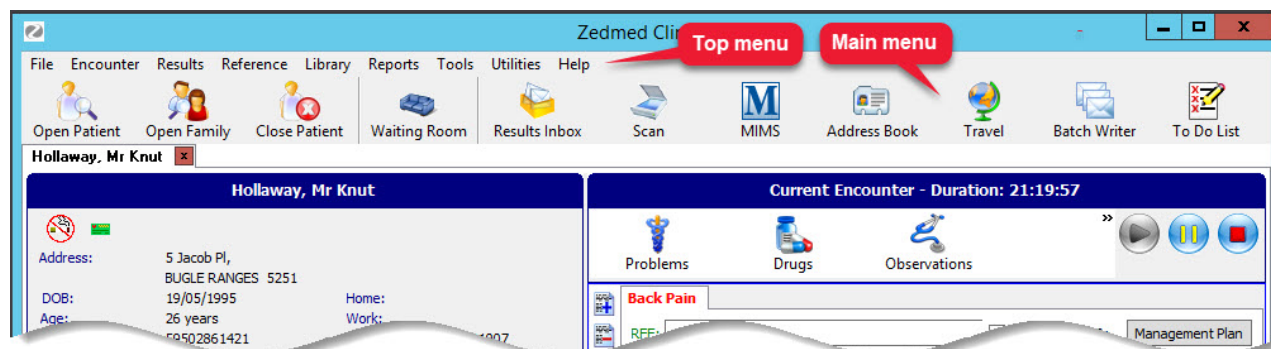 Zedmed Cli
Top menu
Main menu
File Encounter Results Reference Library Reports Tools Utilities Help
Open Patient Open Family Close Patient Waiting Room Results Inbox Scan MIMS Address Book Travel Batch Writer To Do List
M
Hollaway, Mr Knut x
Hollaway, Mr Knut
Address: 5 Jacob Pl,
BUGLE RANGES 5251
DOB: 19/05/1995 Home:
Age: 26 years Work:
59502861421
Current Encounter - Duration: 21:19:57
Problems Drugs Observations »
Back Pain
RFE: Management Plan